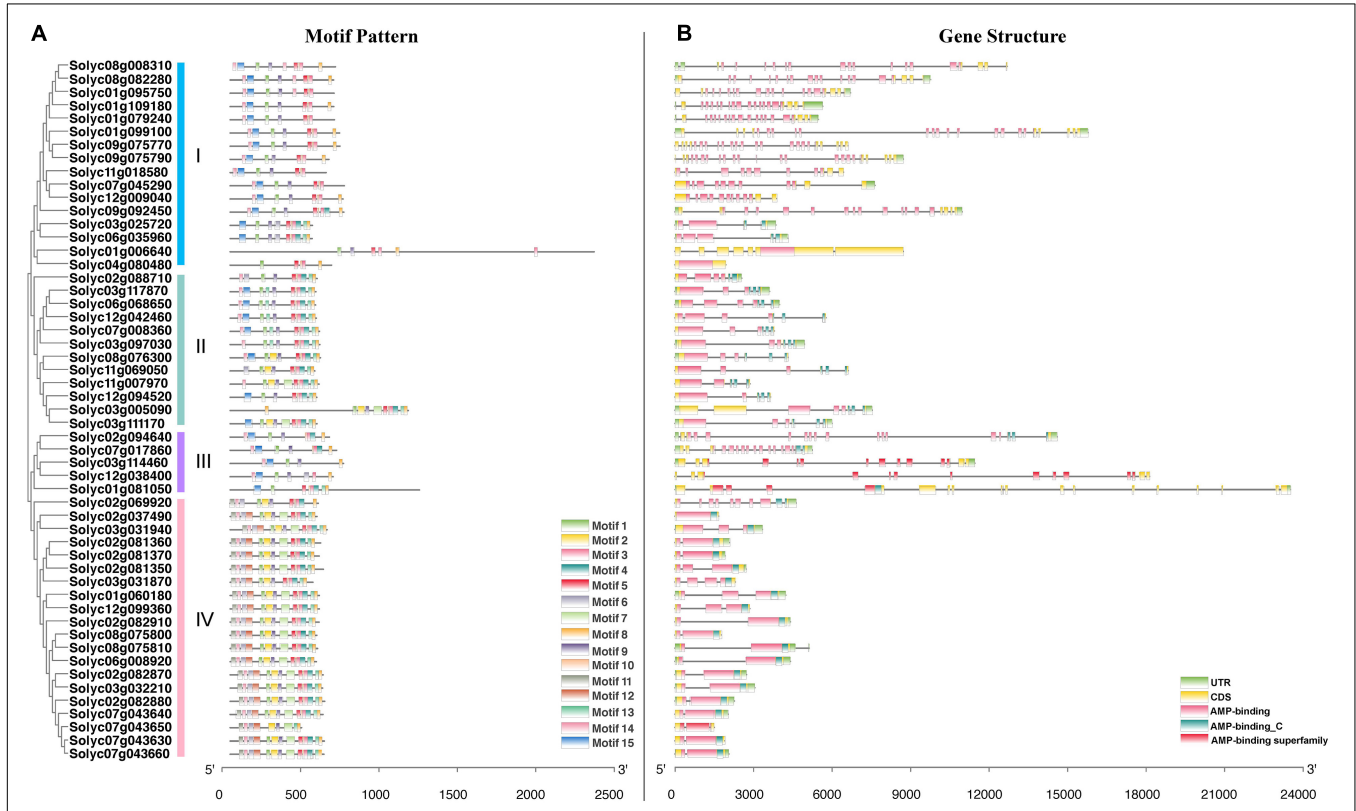 A
Motif Pattern
B
Gene Structure
Solyc08g008310
Solyc08g082280
Solyc01g095750
Solyc01g109180
Solyc01g079240
Solyc01g099100
Solyc09g075770
Solyc09g075790
Solyc11g018580
Solyc07g045290
Solyc12g009040
Solyc09g092450
Solyc03g025720
Solyc06g035960
Solyc01g006640
Solyc04g080480
Solyc02g088710
Solyc03g117870
Solyc06g068650
Solyc12g042460
Solyc07g008360
Solyc03g097030
Solyc08g076300
Solyc11g069050
Solyc11g007970
Solyc12g094520
Solyc03g005090
Solyc03g111170
Solyc02g094640
Solyc07g017860
Solyc03g114460
Solyc12g038400
Solyc01g081050
Solyc02g069920
Solyc02g037490
Solyc03g031940
Solyc02g081360
Solyc02g081370
Solyc02g081350
Solyc03g031870
Solyc01g060180
Solyc12g099360
Solyc02g082910
Solyc08g075800
Solyc08g075810
Solyc06g008920
Solyc02g082870
Solyc03g032210
Solyc02g082880
Solyc07g043640
Solyc07g043650
Solyc07g043630
Solyc07g043660
I
II
III
IV
Motif 1
Motif 2
Motif 3
Motif 4
Motif 5
Motif 6
Motif 7
Motif 8
Motif 9
Motif 10
Motif 11
Motif 12
Motif 13
Motif 14
Motif 15
UTR
CDS
AMP-binding
AMP-binding_C
AMP-binding superfamily
5' 3'
0 500 1000 1500 2000 2500
5' 3'
0 3000 6000 9000 12000 15000 18000 21000 24000